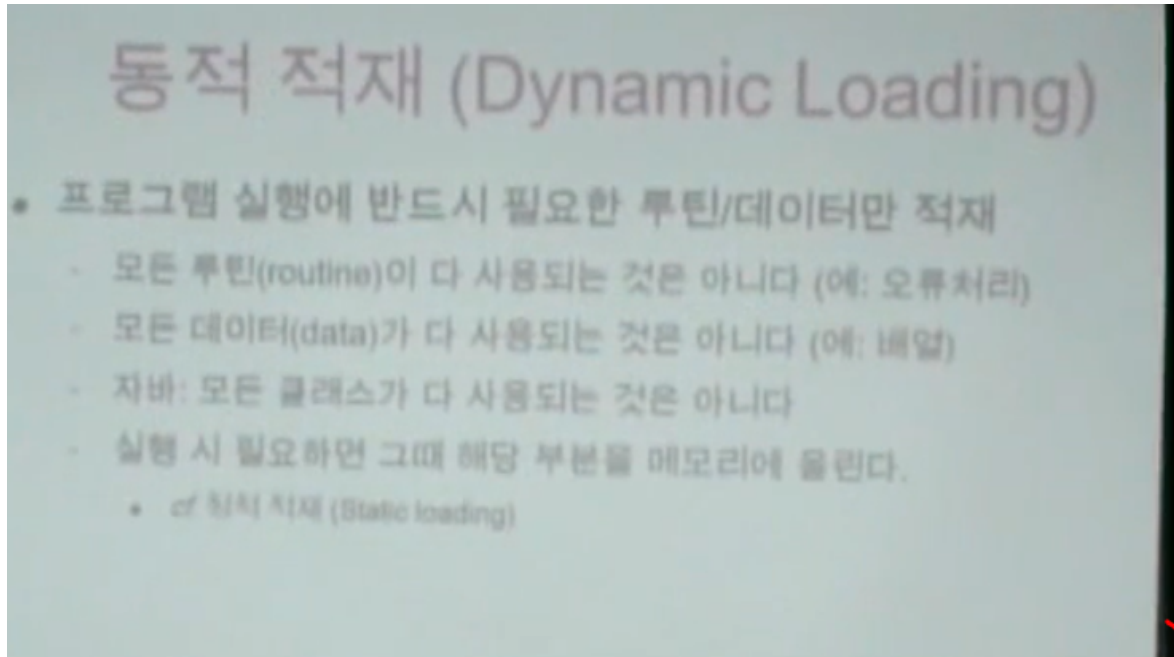 동적 적재 (Dynamic Loading)
• 프로그램 실행에 반드시 필요한 루틴/데이터만 적재
- 모든 루틴(routine)이 다 사용되는 것은 아니다 (예: 오류처리)
- 모든 데이터(data)가 다 사용되는 것은 아니다 (예: 배열)
- 자바: 모든 클래스가 다 사용되는 것은 아니다
- 실행 시 필요하면 그때 해당 부분을 메모리에 올린다.
• cf 정적 적재 (Static loading)